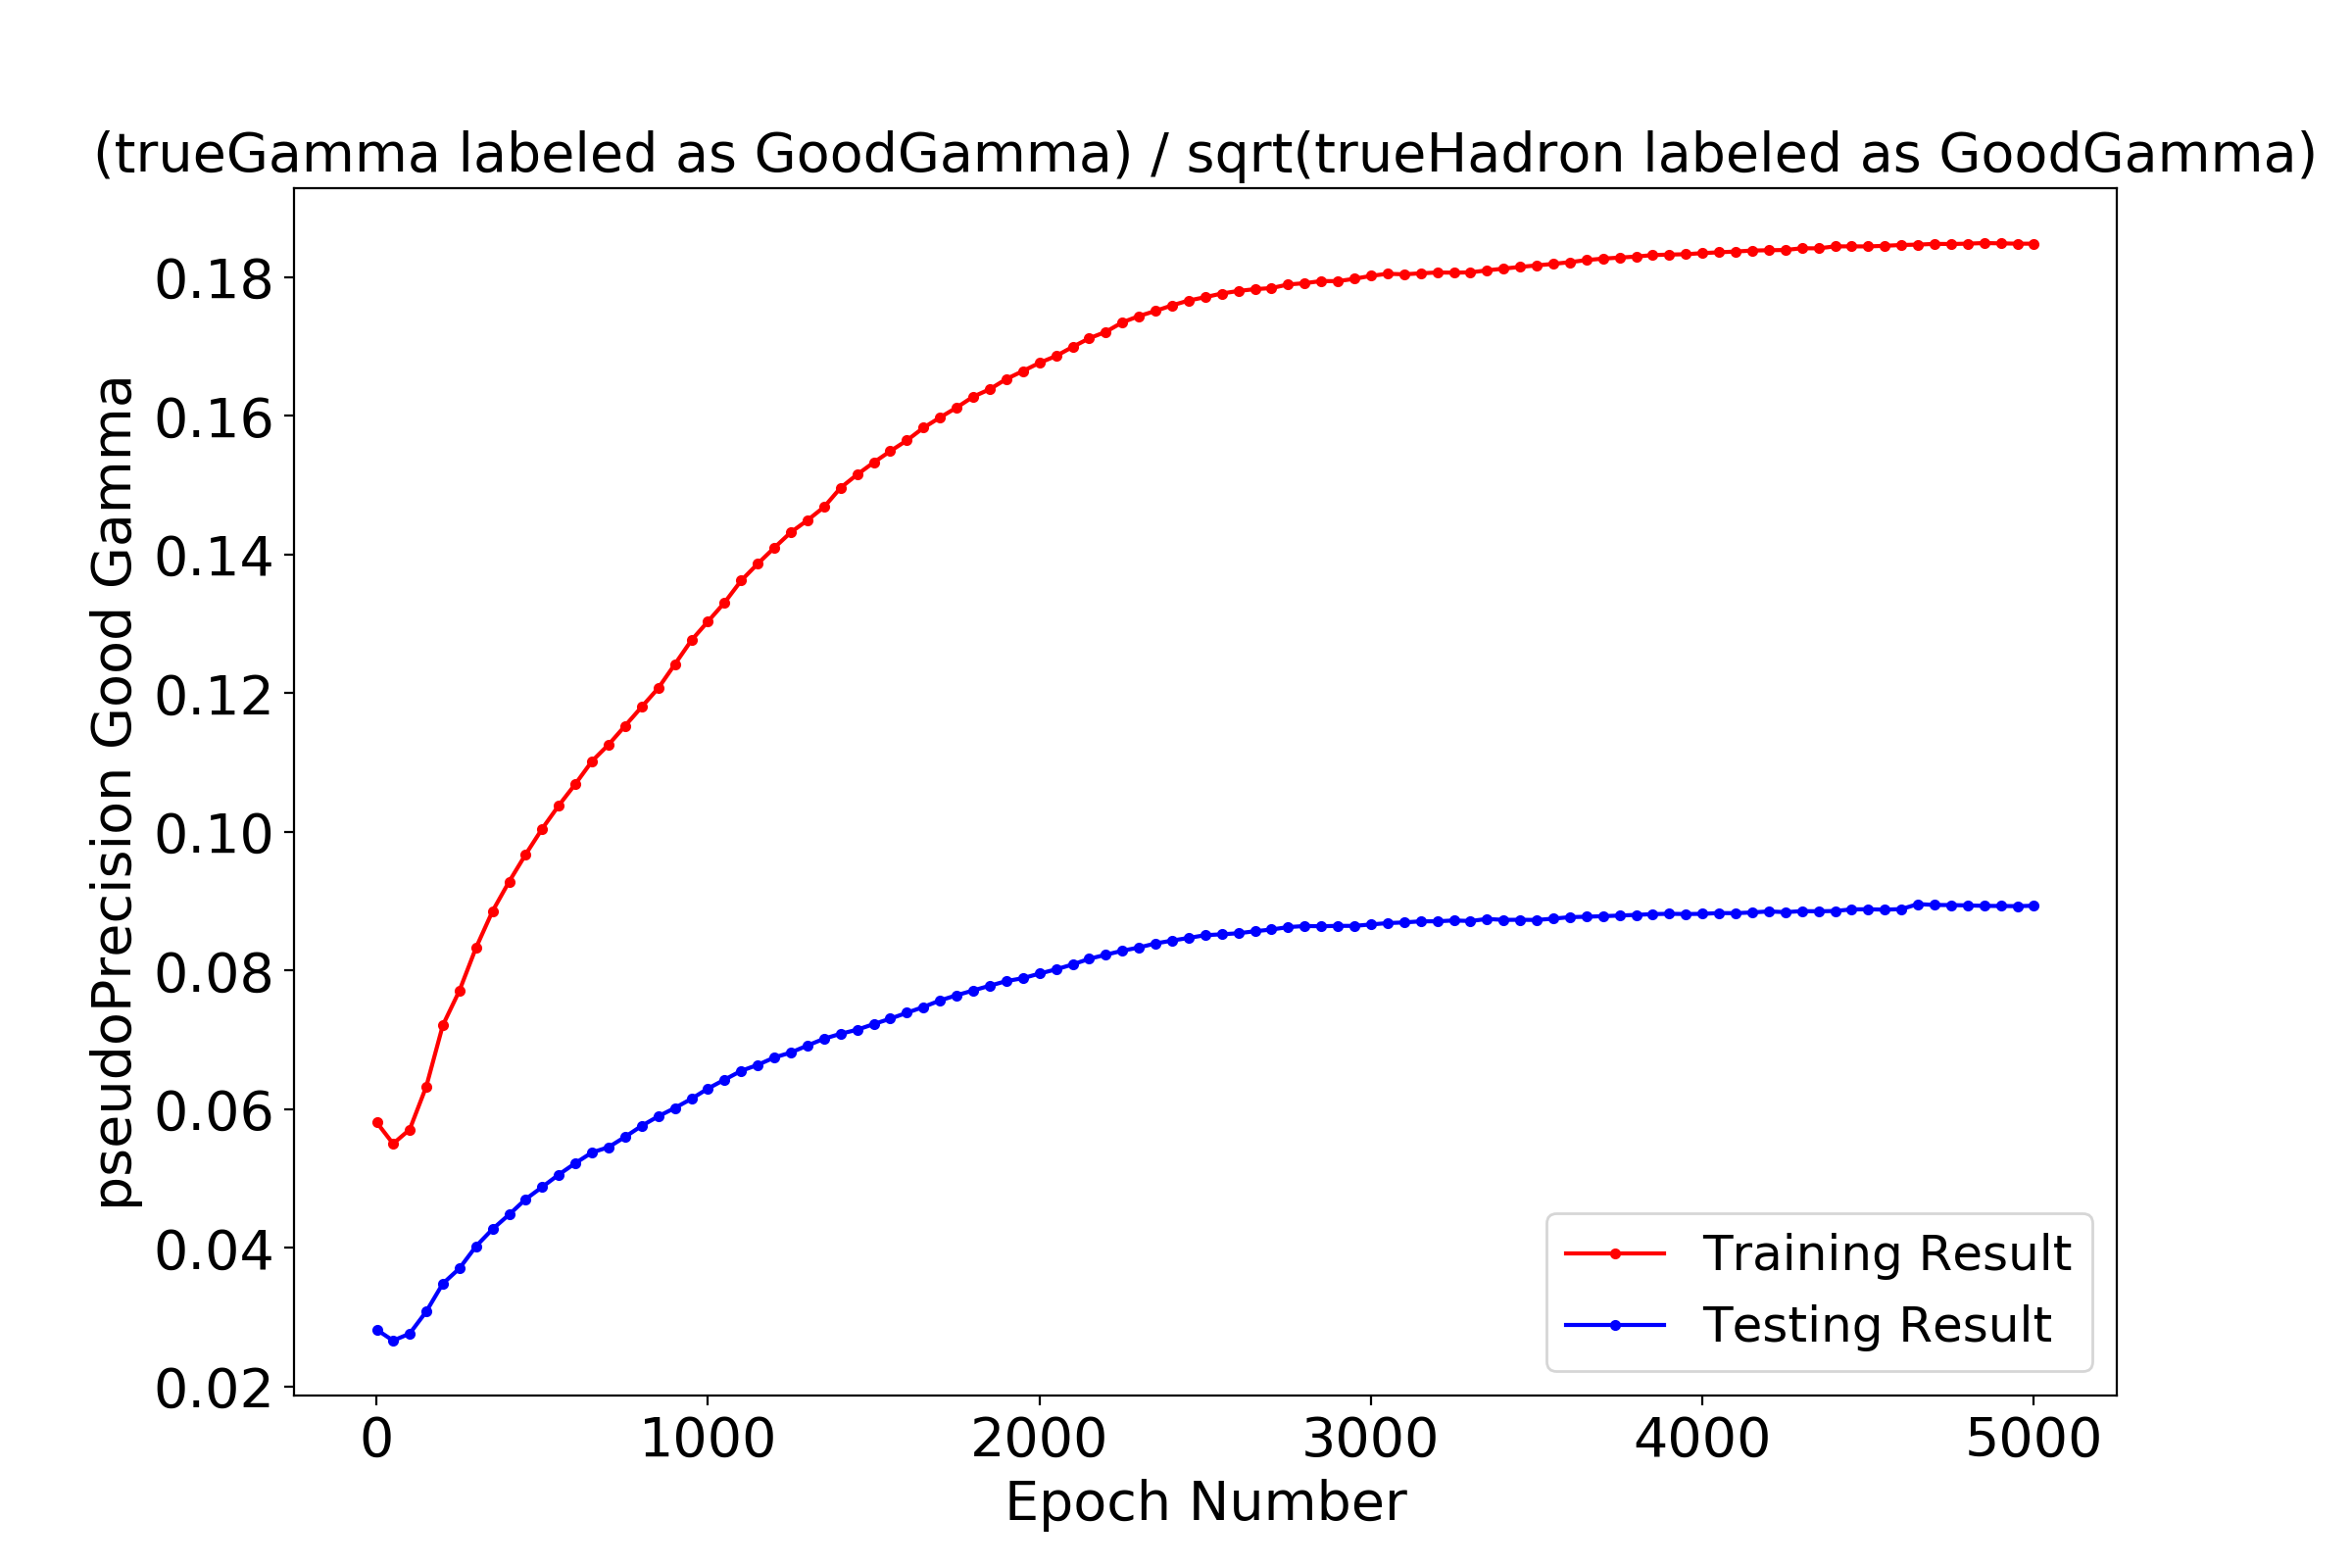 (trueGamma labeled as GoodGamma) / sqrt(trueHadron labeled as GoodGamma)
pseudoPrecision Good Gamma
0.18
0.16
0.14
0.12
0.10
0.08
0.06
0.04
0.02
Training Result
Testing Result
0 1000 2000 3000 4000 5000
Epoch Number